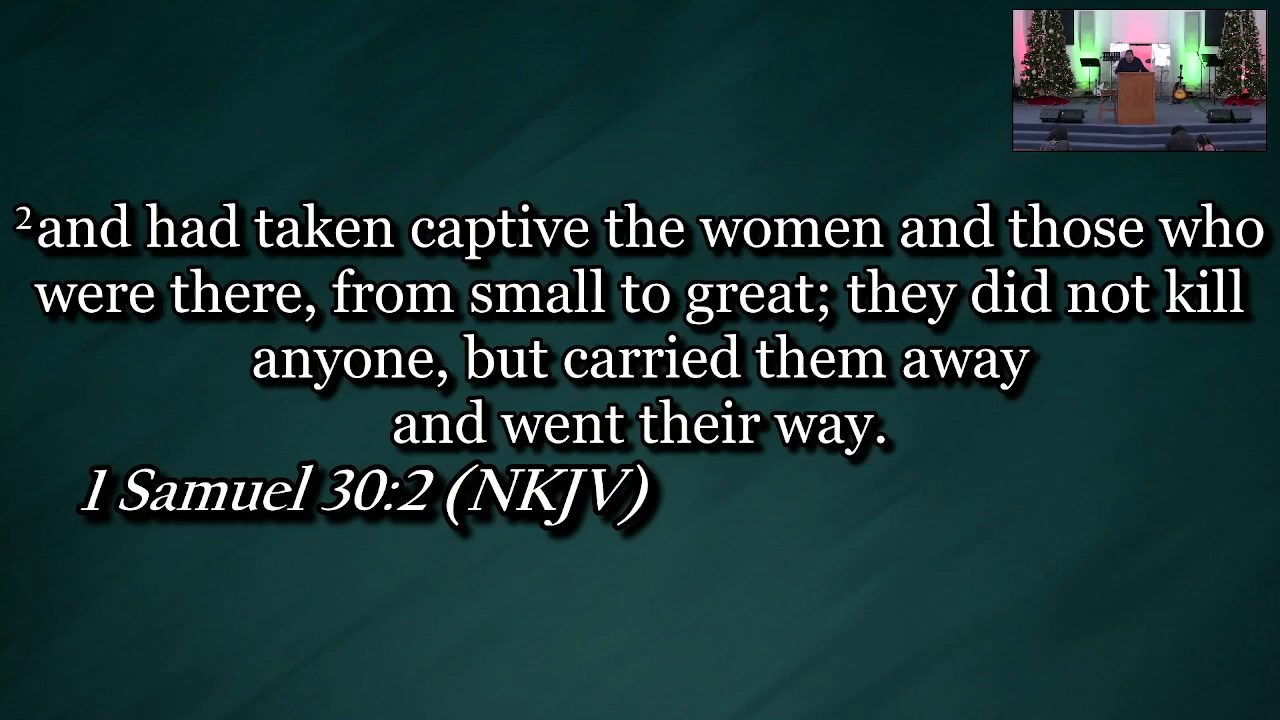 2and had taken captive the women and those who
were there, from small to great; they did not kill
anyone, but carried them away
and went their way.
1 Samuel 30:2 (NKJV)